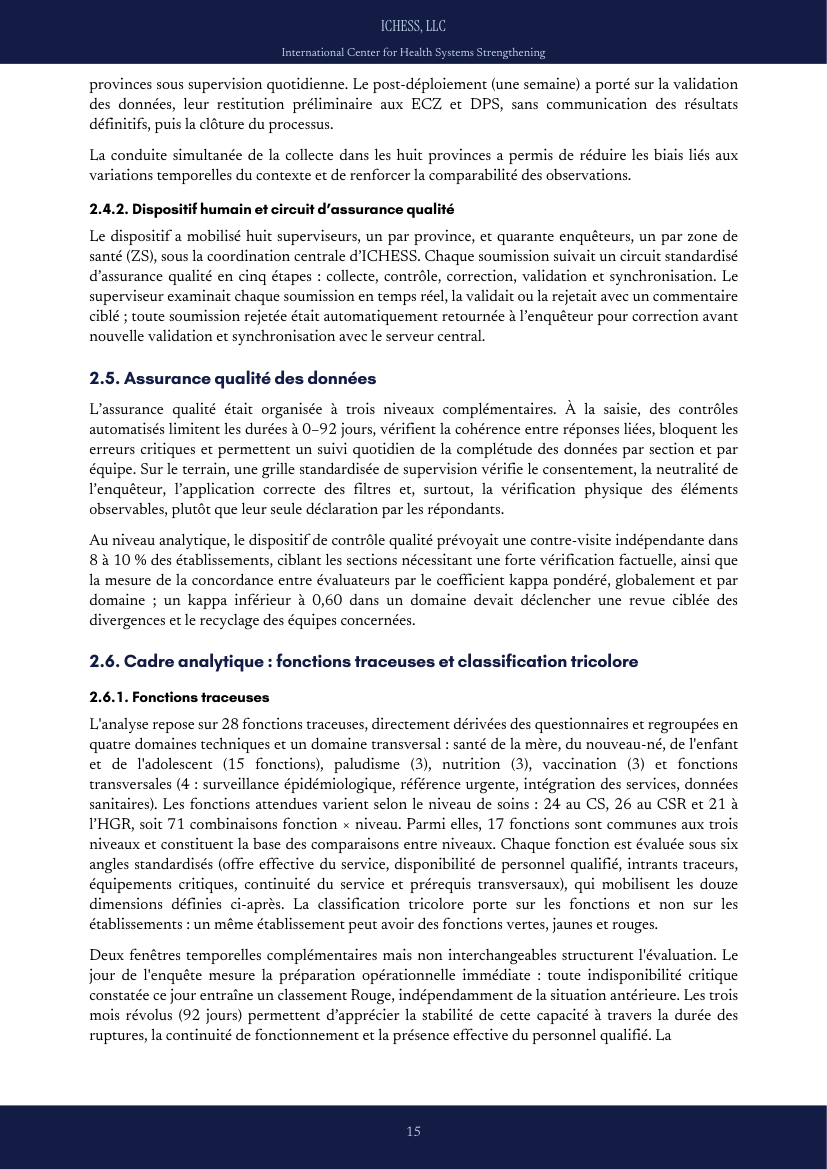 ICHESS, LLC
International Center for Health Systems Strengthening
provinces sous supervision quotidienne. Le post-déploiement (une semaine) a porté sur la validation
des données, leur restitution préliminaire aux ECZ et DPS, sans communication des résultats
définitifs, puis la clôture du processus.
La conduite simultanée de la collecte dans les huit provinces a permis de réduire les biais liés aux
variations temporelles du contexte et de renforcer la comparabilité des observations.
2.4.2. Dispositif humain et circuit d’assurance qualité
Le dispositif a mobilisé huit superviseurs, un par province, et quarante enquêteurs, un par zone de
santé (ZS), sous la coordination centrale d’ICHESS. Chaque soumission suivait un circuit standardisé
d’assurance qualité en cinq étapes : collecte, contrôle, correction, validation et synchronisation. Le
superviseur examinait chaque soumission en temps réel, la validait ou la rejetait avec un commentaire
ciblé ; toute soumission rejetée était automatiquement retournée à l’enquêteur pour correction avant
nouvelle validation et synchronisation avec le serveur central.
2.5. Assurance qualité des données
L’assurance qualité était organisée à trois niveaux complémentaires. À la saisie, des contrôles
automatisés limitent les durées à 0–92 jours, vérifient la cohérence entre réponses liées, bloquent les
erreurs critiques et permettent un suivi quotidien de la complétude des données par section et par
équipe. Sur le terrain, une grille standardisée de supervision vérifie le consentement, la neutralité de
l’enquêteur, l’application correcte des filtres et, surtout, la vérification physique des éléments
observables, plutôt que leur seule déclaration par les répondants.
Au niveau analytique, le dispositif de contrôle qualité prévoyait une contre-visite indépendante dans
8 à 10 % des établissements, ciblant les sections nécessitant une forte vérification factuelle, ainsi que
la mesure de la concordance entre évaluateurs par le coefficient kappa pondéré, globalement et par
domaine ; un kappa inférieur à 0,60 dans un domaine devait déclencher une revue ciblée des
divergences et le recyclage des équipes concernées.
2.6. Cadre analytique : fonctions traceuses et classification tricolore
2.6.1. Fonctions traceuses
L'analyse repose sur 28 fonctions traceuses, directement dérivées des questionnaires et regroupées en
quatre domaines techniques et un domaine transversal : santé de la mère, du nouveau-né, de l'enfant
et de l'adolescent (15 fonctions), paludisme (3), nutrition (3), vaccination (3) et fonctions
transversales (4 : surveillance épidémiologique, référence urgente, intégration des services, données
sanitaires). Les fonctions attendues varient selon le niveau de soins : 24 au CS, 26 au CSR et 21 à
l’HGR, soit 71 combinaisons fonction × niveau. Parmi elles, 17 fonctions sont communes aux trois
niveaux et constituent la base des comparaisons entre niveaux. Chaque fonction est évaluée sous six
angles standardisés (offre effective du service, disponibilité de personnel qualifié, intrants traceurs,
équipements critiques, continuité du service et prérequis transversaux), qui mobilisent les douze
dimensions définies ci-après. La classification tricolore porte sur les fonctions et non sur les
établissements : un même établissement peut avoir des fonctions vertes, jaunes et rouges.
Deux fenêtres temporelles complémentaires mais non interchangeables structurent l'évaluation. Le
jour de l'enquête mesure la préparation opérationnelle immédiate : toute indisponibilité critique
constatée ce jour entraîne un classement Rouge, indépendamment de la situation antérieure. Les trois
mois révolus (92 jours) permettent d’apprécier la stabilité de cette capacité à travers la durée des
ruptures, la continuité de fonctionnement et la présence effective du personnel qualifié. La
15